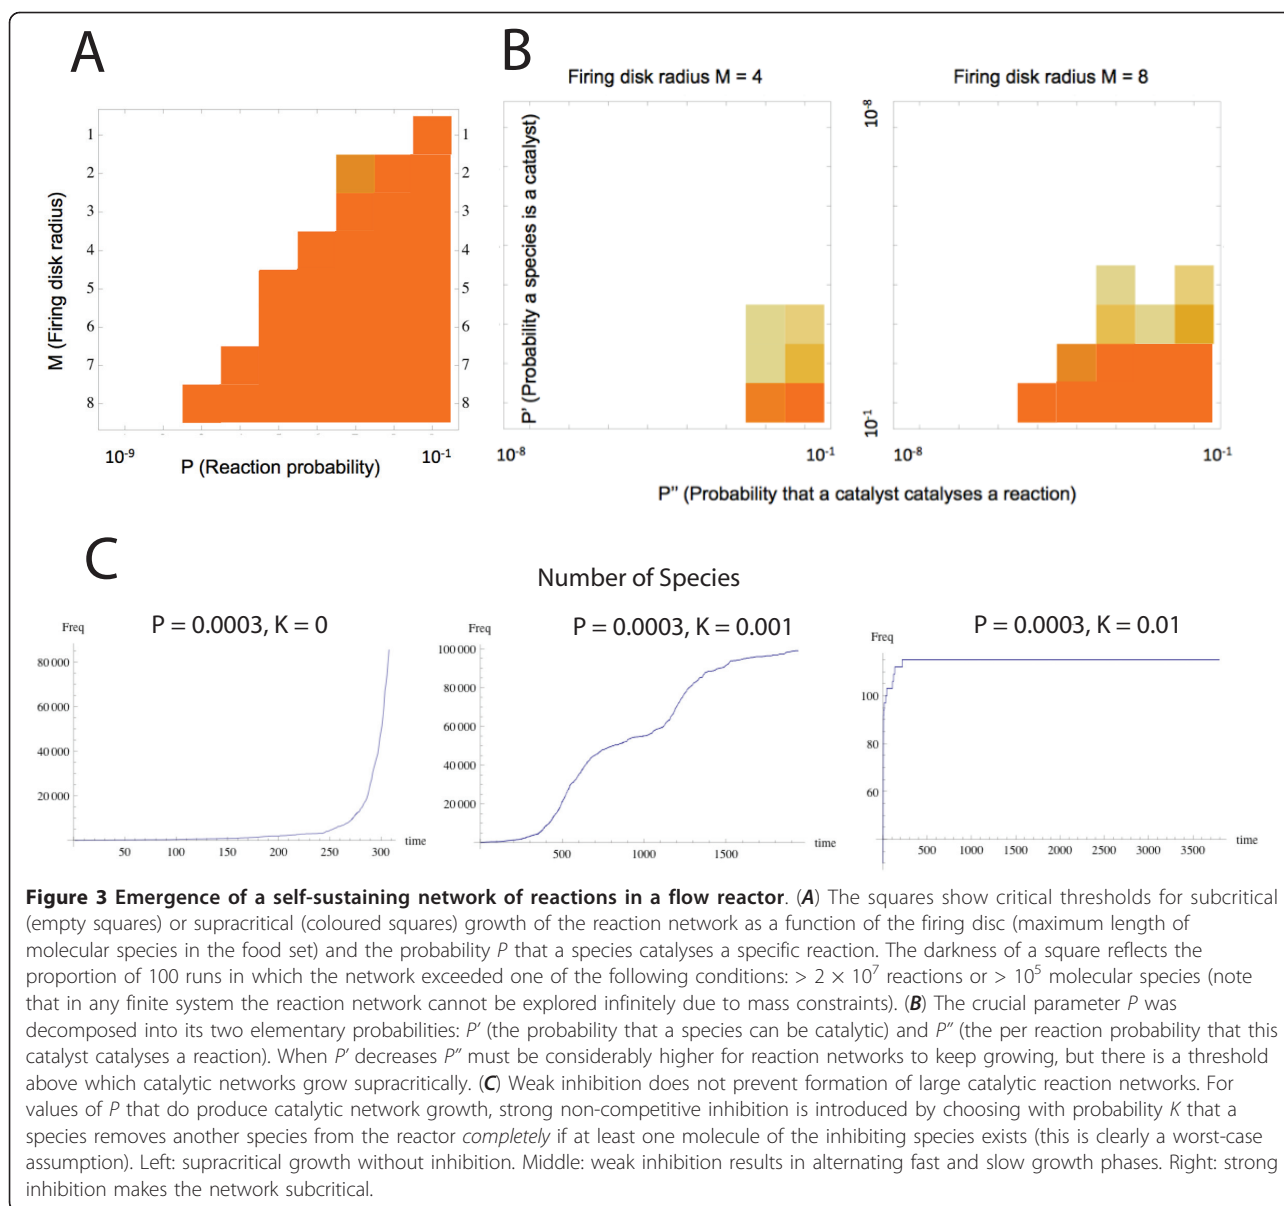 A
B
Firing disk radius M = 4
Firing disk radius M = 8
M (Firing disk radius)
1
2
3
4
5
6
7
8
1
2
3
4
5
6
7
8
10⁻⁹
10⁻¹
P (Reaction probability)
P' (Probability a species is a catalyst)
10⁻⁸
10⁻¹
10⁻⁸
10⁻¹
10⁻⁸
10⁻¹
P'' (Probability that a catalyst catalyses a reaction)
C
Number of Species
P = 0.0003, K = 0
Freq
80 000
60 000
40 000
20 000
50
100
150
200
250
300
time
P = 0.0003, K = 0.001
Freq
100 000
80 000
60 000
40 000
20 000
500
1000
1500
time
P = 0.0003, K = 0.01
Freq
100
80
60
500
1000
1500
2000
2500
3000
3500
time
Figure 3 Emergence of a self-sustaining network of reactions in a flow reactor. (A) The squares show critical thresholds for subcritical
(empty squares) or supracritical (coloured squares) growth of the reaction network as a function of the firing disc (maximum length of
molecular species in the food set) and the probability P that a species catalyses a specific reaction. The darkness of a square reflects the
proportion of 100 runs in which the network exceeded one of the following conditions: > 2 × 10⁷ reactions or > 10⁵ molecular species (note
that in any finite system the reaction network cannot be explored infinitely due to mass constraints). (B) The crucial parameter P was
decomposed into its two elementary probabilities: P′ (the probability that a species can be catalytic) and P″ (the per reaction probability that this
catalyst catalyses a reaction). When P′ decreases P″ must be considerably higher for reaction networks to keep growing, but there is a threshold
above which catalytic networks grow supracritically. (C) Weak inhibition does not prevent formation of large catalytic reaction networks. For
values of P that do produce catalytic network growth, strong non-competitive inhibition is introduced by choosing with probability K that a
species removes another species from the reactor completely if at least one molecule of the inhibiting species exists (this is clearly a worst-case
assumption). Left: supracritical growth without inhibition. Middle: weak inhibition results in alternating fast and slow growth phases. Right: strong
inhibition makes the network subcritical.